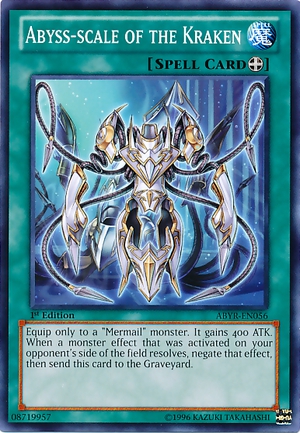 ABYSS-SCALE OF THE KRAKEN
魔
[SPELL CARD]
1st Edition
ABYR-EN056
Equip only to a "Mermail" monster. It gains 400 ATK.
When a monster effect that was activated on your
opponent's side of the field resolves, negate that effect,
then send this card to the Graveyard.
08719957
©1996 KAZUKI TAKAHASHI